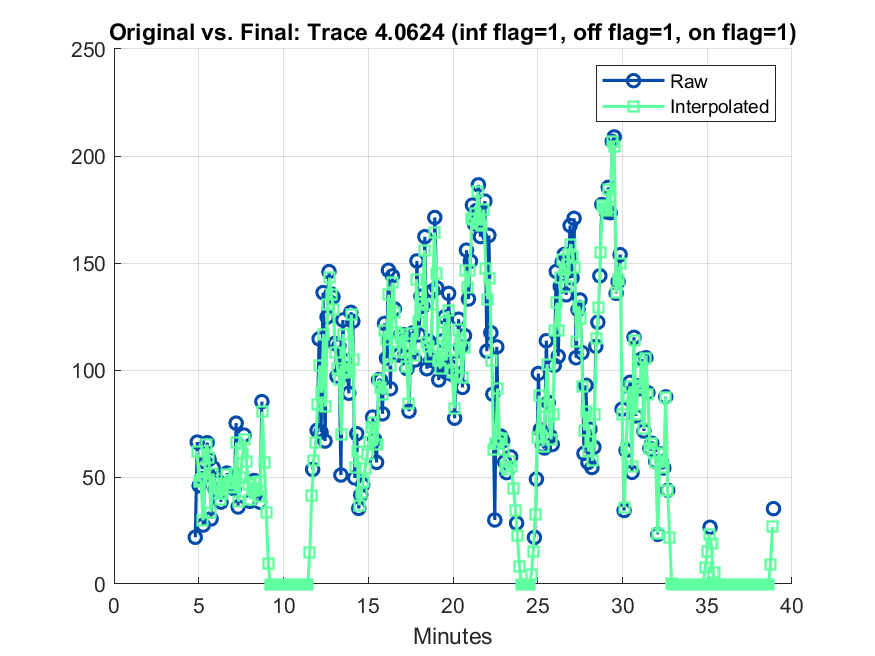 Original vs. Final: Trace 4.0624 (inf flag=1, off flag=1, on flag=1)
250
200
150
100
50
0
Raw
Interpolated
0 5 10 15 20 25 30 35 40
Minutes